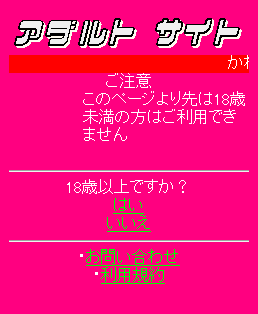 アダルト サイト
かわ
ご注意
このページより先は18歳
未満の方はご利用でき
ません
18歳以上ですか?
はい
いいえ
・お問い合わせ
・利用規約